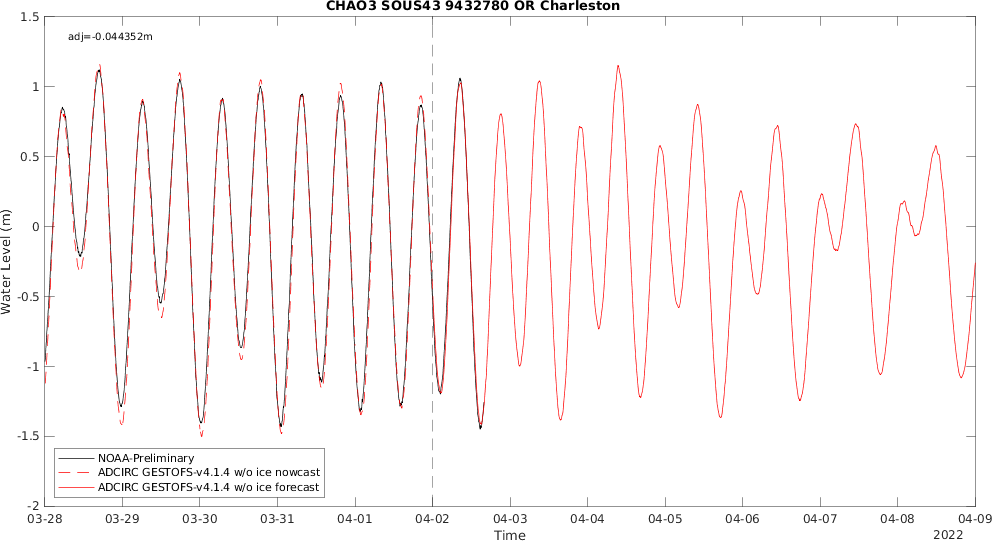 CHAO3 SOUS43 9432780 OR Charleston
adj=-0.044352m
1.5
1
0.5
0
-0.5
-1
-1.5
-2
Water Level (m)
NOAA-Preliminary
ADCIRC GESTOFS-v4.1.4 w/o ice nowcast
ADCIRC GESTOFS-v4.1.4 w/o ice forecast
03-28 03-29 03-30 03-31 04-01 04-02 04-03 04-04 04-05 04-06 04-07 04-08 04-09
Time
2022